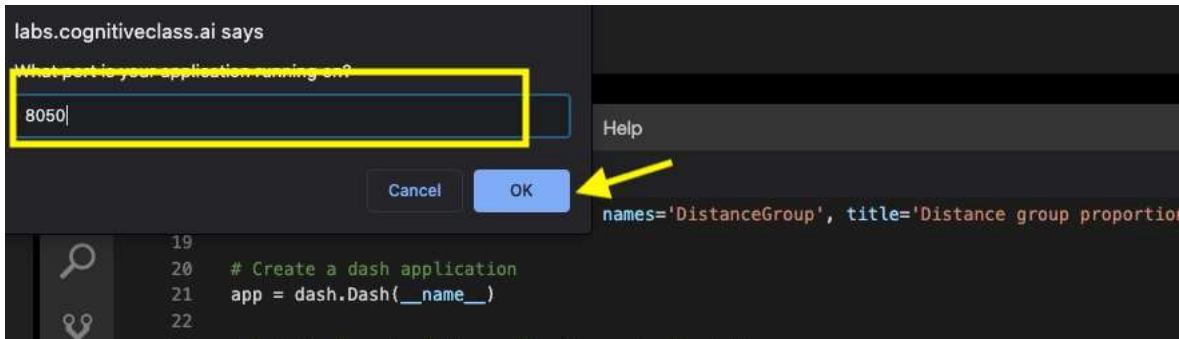 labs.cognitiveclass.ai says
What port is your application running on?
8050
Help
Cancel
OK
names='DistanceGroup', title='Distance group proportion
19
20 # Create a dash application
21 app = dash.Dash(__name__)
22